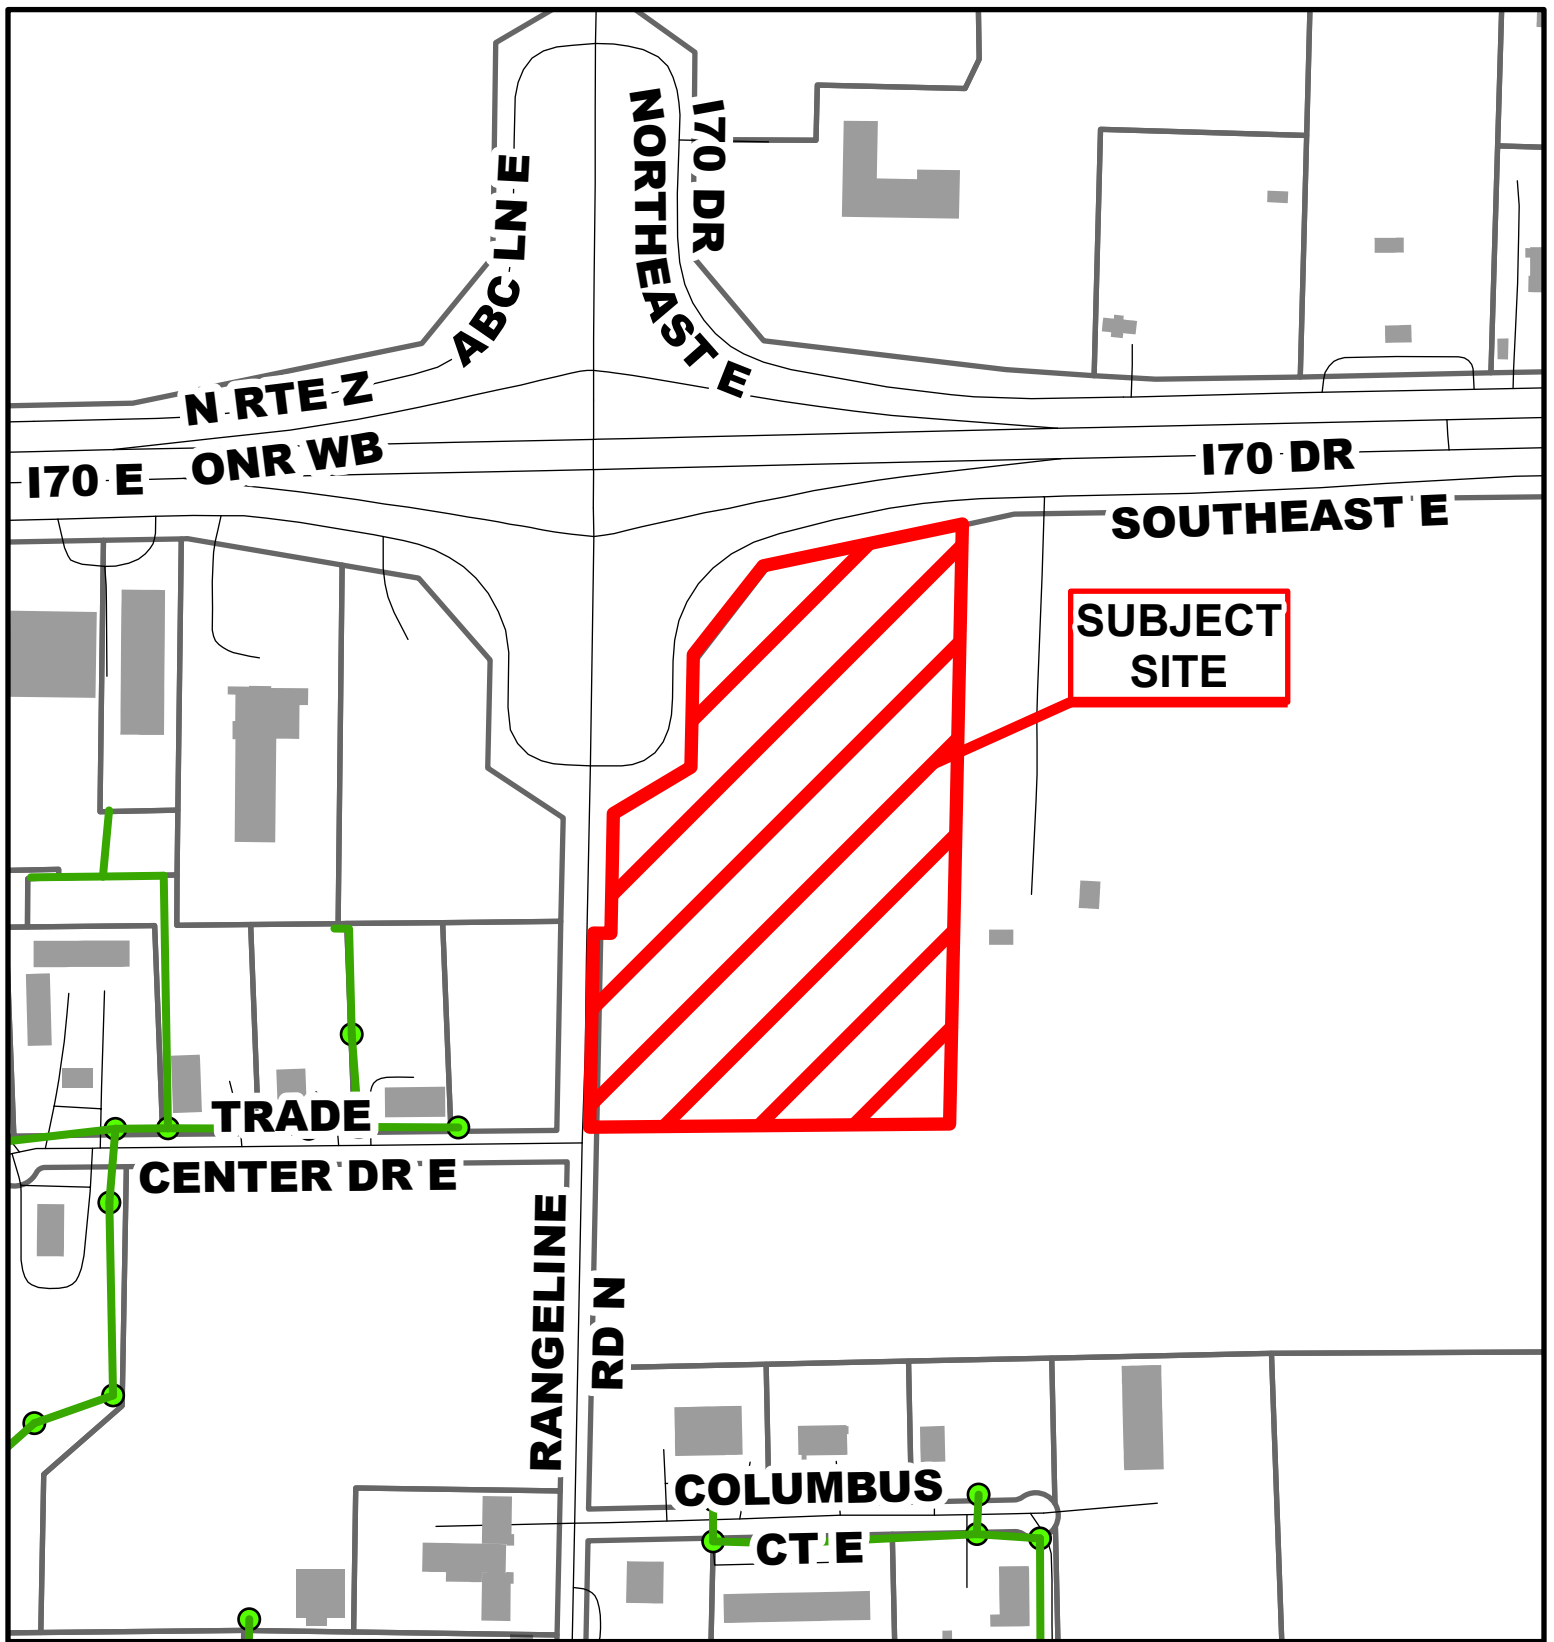 I70 DR
NORTHEAST E
ABC LN E
N RTE Z
ONR WB
I70 E
I70 DR
SOUTHEAST E
SUBJECT
SITE
TRADE
CENTER DR E
RANGELINE
RD N
COLUMBUS
CT E